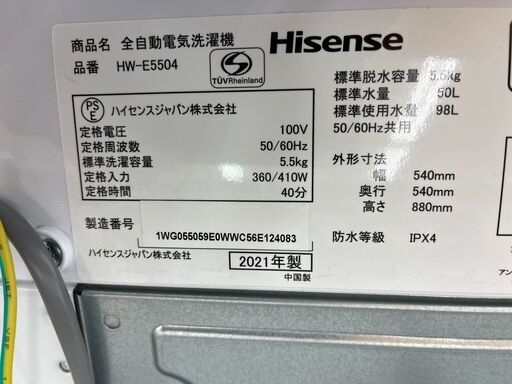 商品名 全自動電気洗濯機
品番 HW-E5504
TÜVRheinland
Hisense
PS
E
ハイセンスジャパン株式会社
定格電圧 100V
定格周波数 50/60Hz
標準洗濯容量 5.5kg
定格入力 360/410W
定格時間 40分
製造番号
1WG055059E0WWC56E124083
ハイセンスジャパン株式会社
2021年製
中国製
標準脱水容量 5.5kg
標準水量 50L
標準使用水量 98L
50/60Hz共用
外形寸法
幅 540mm
奥行 540mm
高さ 880mm
防水等級 IPX4